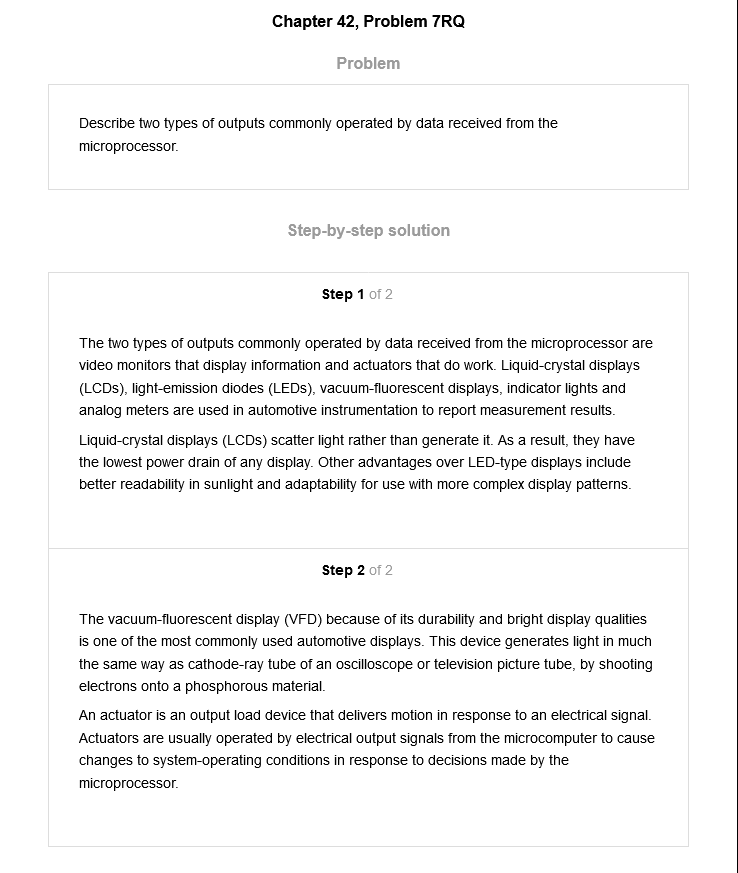 Chapter 42, Problem 7RQ
Problem
Describe two types of outputs commonly operated by data received from the
microprocessor.
Step-by-step solution
Step 1 of 2
The two types of outputs commonly operated by data received from the microprocessor are
video monitors that display information and actuators that do work. Liquid-crystal displays
(LCDs), light-emission diodes (LEDs), vacuum-fluorescent displays, indicator lights and
analog meters are used in automotive instrumentation to report measurement results.
Liquid-crystal displays (LCDs) scatter light rather than generate it. As a result, they have
the lowest power drain of any display. Other advantages over LED-type displays include
better readability in sunlight and adaptability for use with more complex display patterns.
Step 2 of 2
The vacuum-fluorescent display (VFD) because of its durability and bright display qualities
is one of the most commonly used automotive displays. This device generates light in much
the same way as cathode-ray tube of an oscilloscope or television picture tube, by shooting
electrons onto a phosphorous material.
An actuator is an output load device that delivers motion in response to an electrical signal.
Actuators are usually operated by electrical output signals from the microcomputer to cause
changes to system-operating conditions in response to decisions made by the
microprocessor.